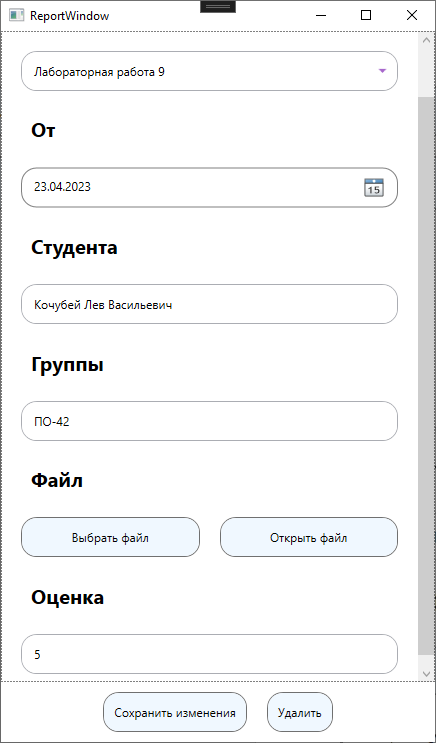 ReportWindow
Лабораторная работа 9
От
23.04.2023
15
Студента
Кочубей Лев Васильевич
Группы
ПО-42
Файл
Выбрать файл
Открыть файл
Оценка
5
Сохранить изменения
Удалить